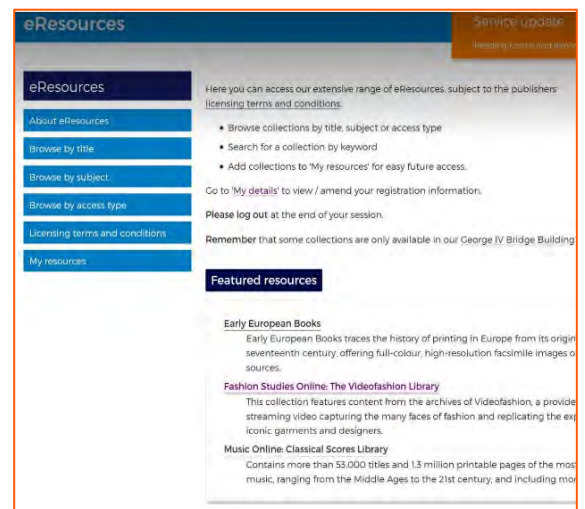 eResources
Service update
Reading rooms and
eResources
About eResources
Browse by title
Browse by subject
Browse by access type
Licensing terms and conditions
My resources
Here you can access our extensive range of eResources, subject to the publishers'
licensing terms and conditions.
• Browse collections by title, subject or access type
• Search for a collection by keyword
• Add collections to 'My resources' for easy future access.
Go to 'My details' to view / amend your registration information.
Please log out at the end of your session.
Remember that some collections are only available in our George IV Bridge Building
Featured resources
Early European Books
Early European Books traces the history of printing in Europe from its origin
seventeenth century, offering full-colour, high-resolution facsimile images o
sources.
Fashion Studies Online: The Videofashion Library
This collection features content from the archives of Videofashion, a provide
streaming video capturing the many faces of fashion and replicating the exp
iconic garments and designers.
Music Online: Classical Scores Library
Contains more than 53,000 titles and 1.3 million printable pages of the mos
music, ranging from the Middle Ages to the 21st century, and including mor